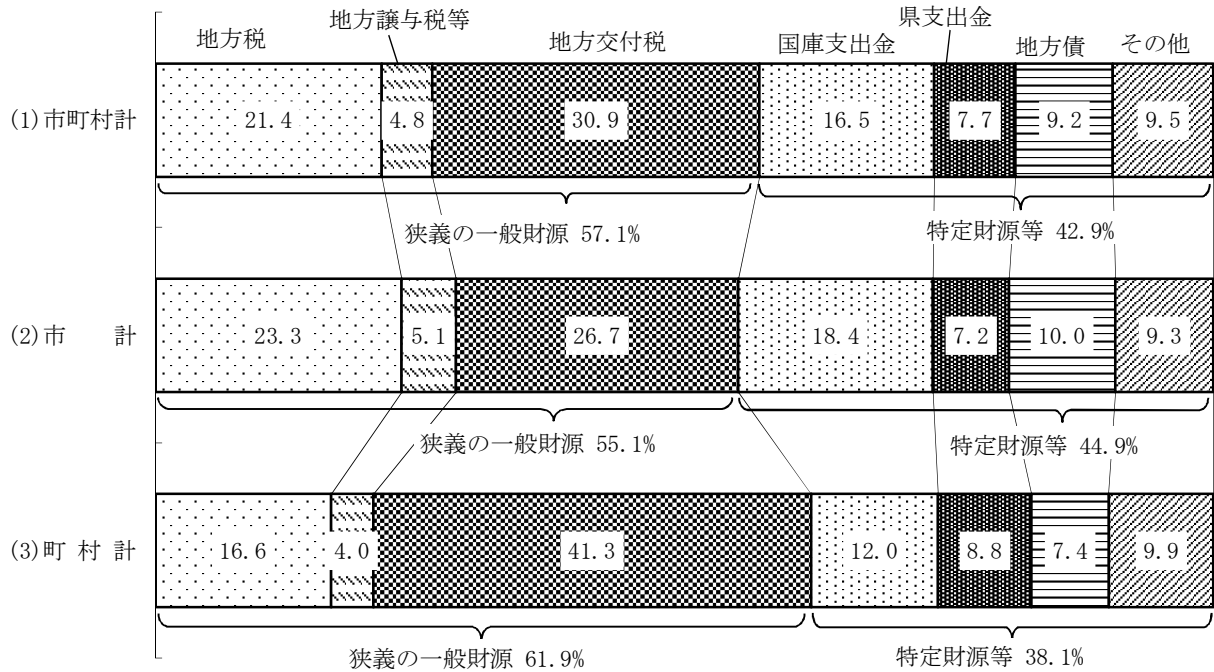 地方税 地方譲与税等 地方交付税 国庫支出金 県支出金 地方債 その他
(1)市町村計 21.4 4.8 30.9 16.5 7.7 9.2 9.5
狭義の一般財源 57.1% 特定財源等 42.9%
(2)市 計 23.3 5.1 26.7 18.4 7.2 10.0 9.3
狭義の一般財源 55.1% 特定財源等 44.9%
(3)町 村 計 16.6 4.0 41.3 12.0 8.8 7.4 9.9
狭義の一般財源 61.9% 特定財源等 38.1%